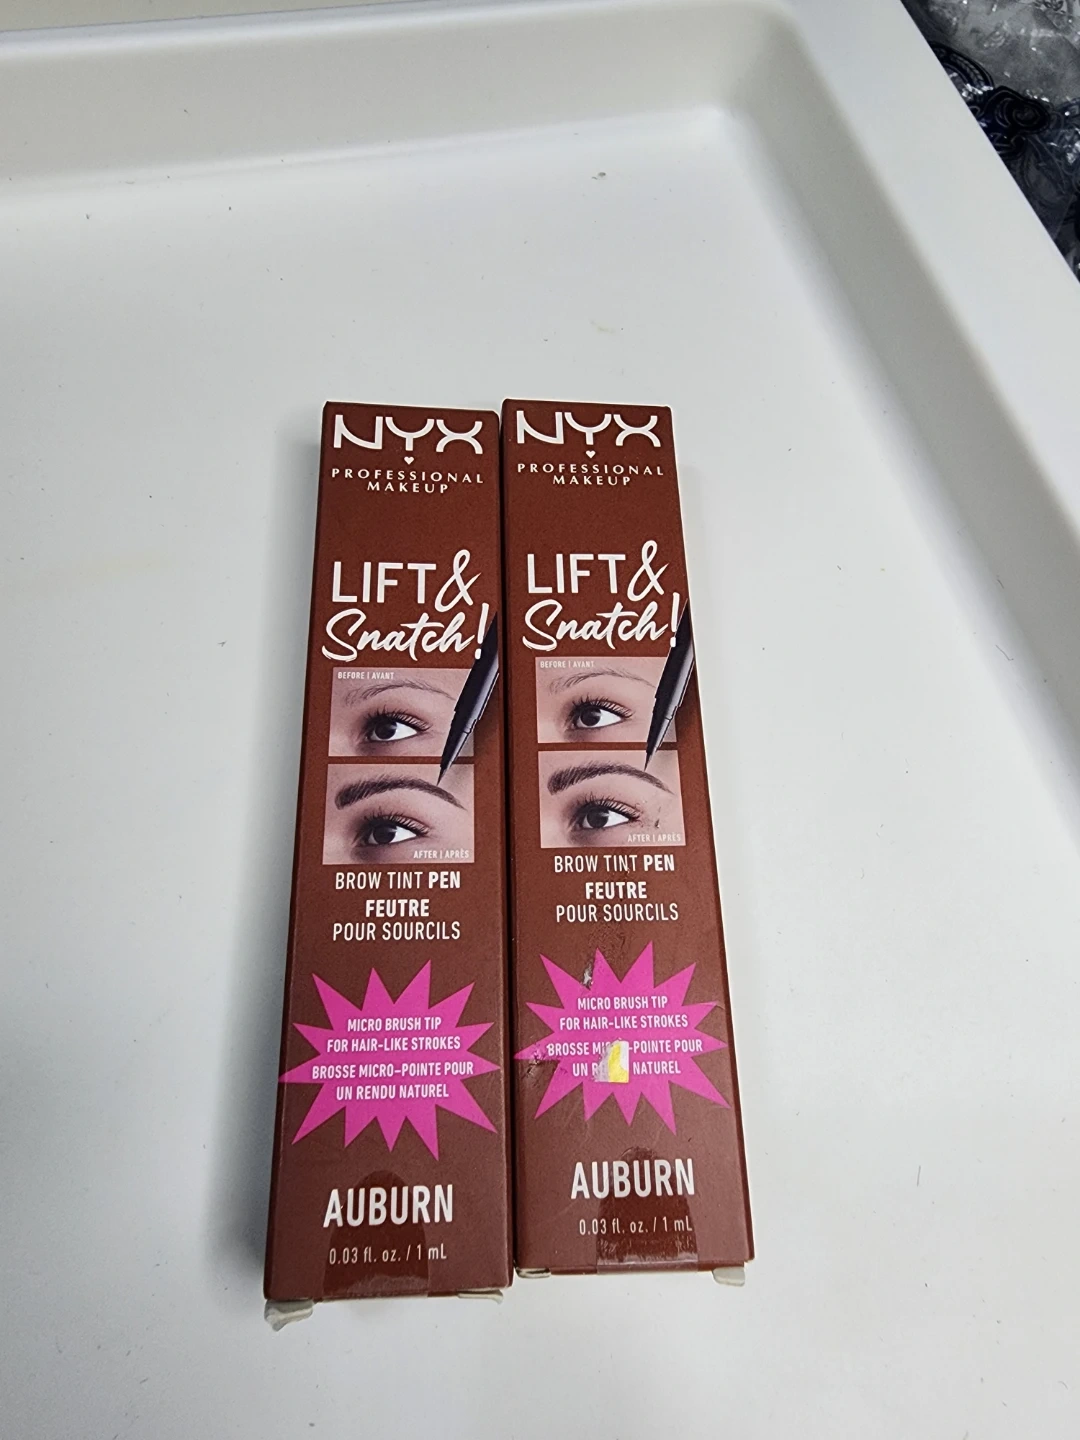 NYX
PROFESSIONAL
MAKEUP
LIFT &
Snatch!
BEFORE | AVANT
AFTER | APRÈS
BROW TINT PEN
FEUTRE
POUR SOURCILS
MICRO BRUSH TIP
FOR HAIR-LIKE STROKES
BROSSE MICRO-POINTE POUR
UN RENDU NATUREL
AUBURN
0.03 fl. oz. / 1 mL
NYX
PROFESSIONAL
MAKEUP
LIFT &
Snatch!
BEFORE | AVANT
AFTER | APRÈS
BROW TINT PEN
FEUTRE
POUR SOURCILS
MICRO BRUSH TIP
FOR HAIR-LIKE STROKES
BROSSE -POINTE POUR
UN NATUREL
AUBURN
0.03 fl. oz. / 1 mL